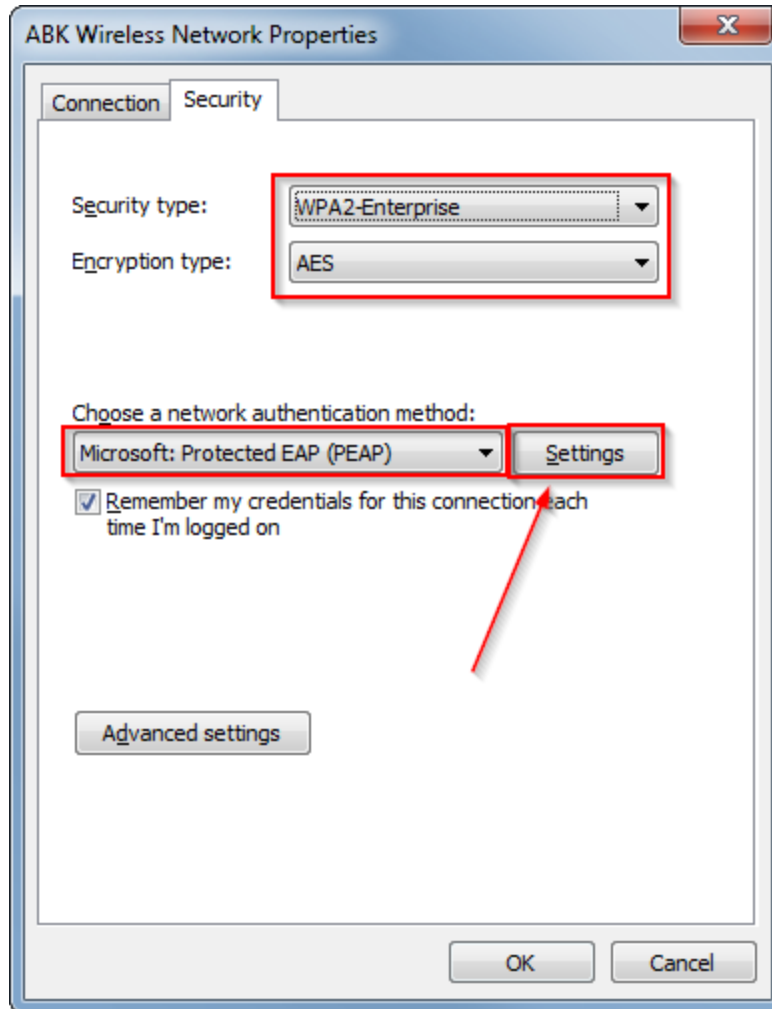 ABK Wireless Network Properties
Connection
Security
Security type:
WPA2-Enterprise
Encryption type:
AES
Choose a network authentication method:
Microsoft: Protected EAP (PEAP)
Settings
Remember my credentials for this connection each
time I'm logged on
Advanced settings
OK
Cancel